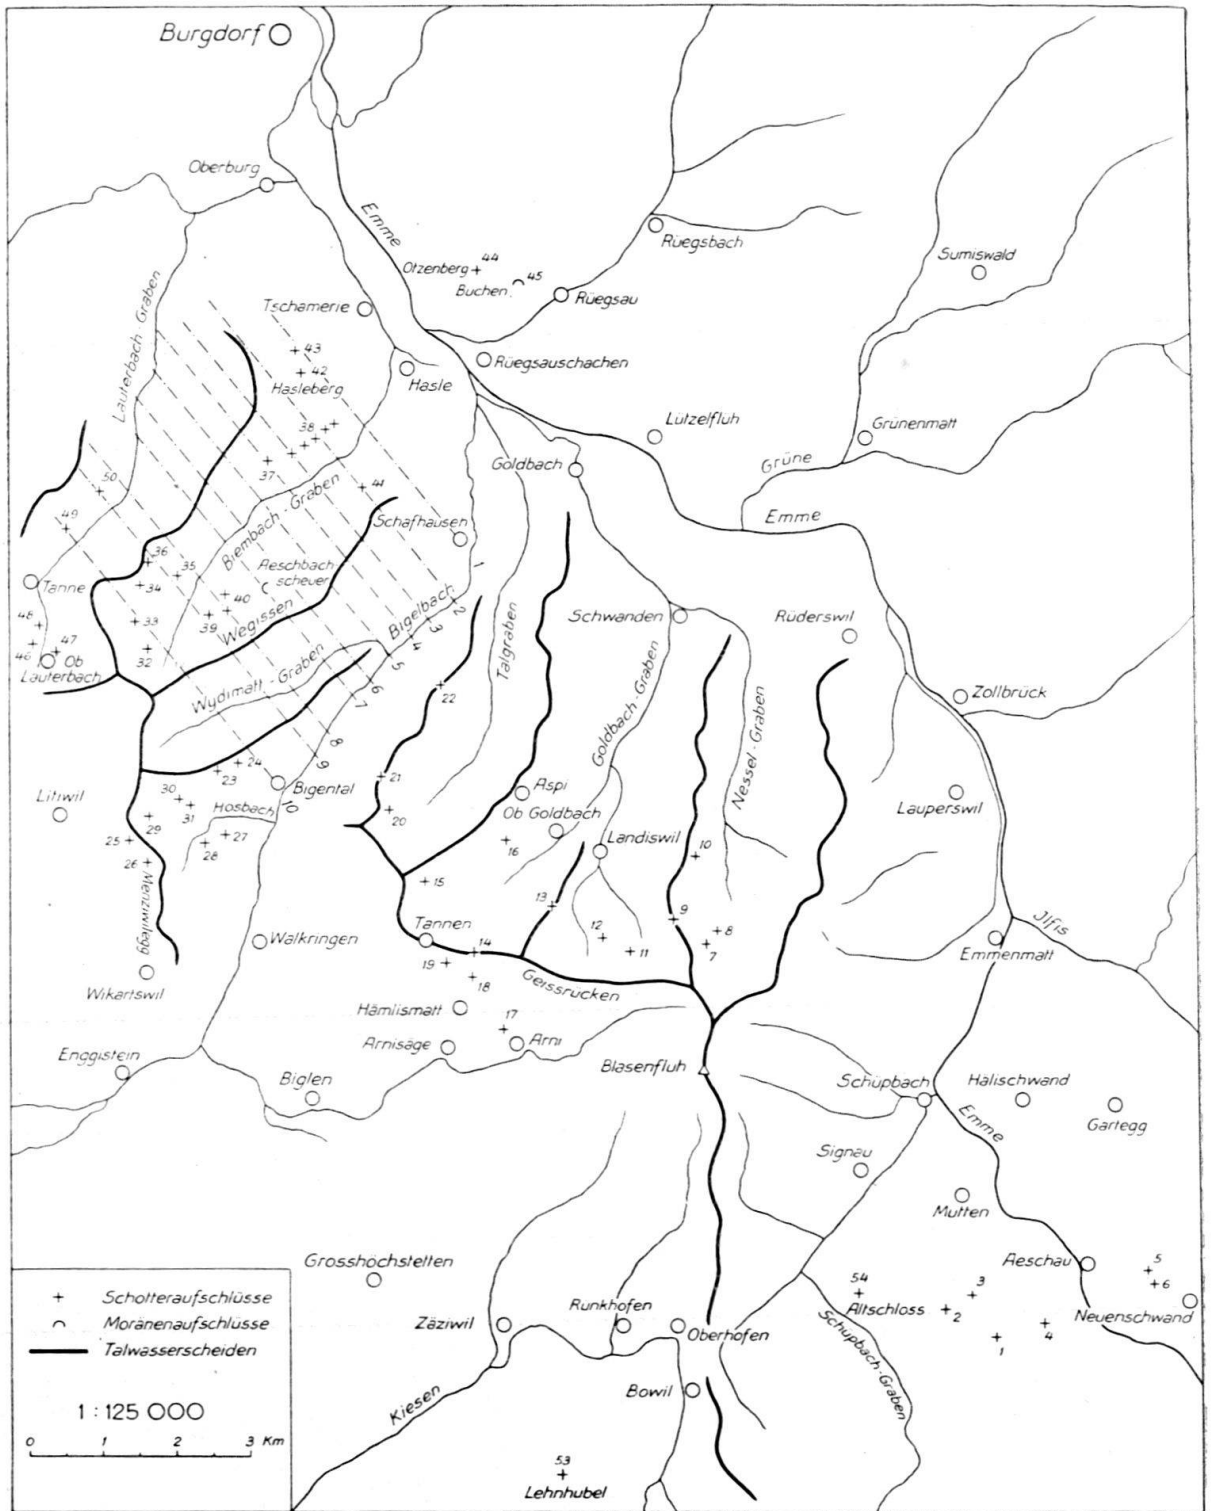 Burgdorf
Oberburg
Emme
Rüegsbach
Sumiswald
Otzenberg
44
Buchen
45
Rüegsau
Lauterbach-Graben
Tschamerie
43
42
Hasleberg
Hasle
Rüegsauschachen
38
37
Lützelflüh
Grünenmatt
Grüne
Goldbach
50
49
41
Biembach-Graben
Schafhausen
Emme
36
35
34
Tanne
Aeschbach
scheuer
40
39
33
32
Wegissen
Bigelbach
1
2
3
4
5
6
7
8
9
10
48
46
47
Ob
Lauterbach
Wydimatt-Graben
Talgraben
Schwanden
Rüderswil
Goldbach-Graben
Nessel-Graben
Zollbrück
22
21
20
24
23
Bigental
Aspi
Ob Goldbach
Landiswil
Lauperswil
Litiwil
30
31
Hosbach
29
25
26
28
27
16
15
10
Menziwilegg
13
12
11
9
8
7
Walkringen
Tannen
14
19
18
Geissrücken
Emmenmatt
Jlfis
Wikartswil
Hämlismatt
17
Arnisäge
Arni
Enggistein
Biglen
Blasenfluh
Schüpbach
Hälischwand
Emme
Gartegg
Signau
Mutten
Aeschau
5
6
Neuenschwand
Grosshöchstetten
54
Altschloss
3
2
4
1
Zäziwil
Runkhofen
Oberhofen
Schüpbach-Graben
Bowil
Kiesen
53
Lehnhubel
Schotteraufschlüsse
Moränenaufschlüsse
Talwasserscheiden
1 : 125 000
0 1 2 3 Km